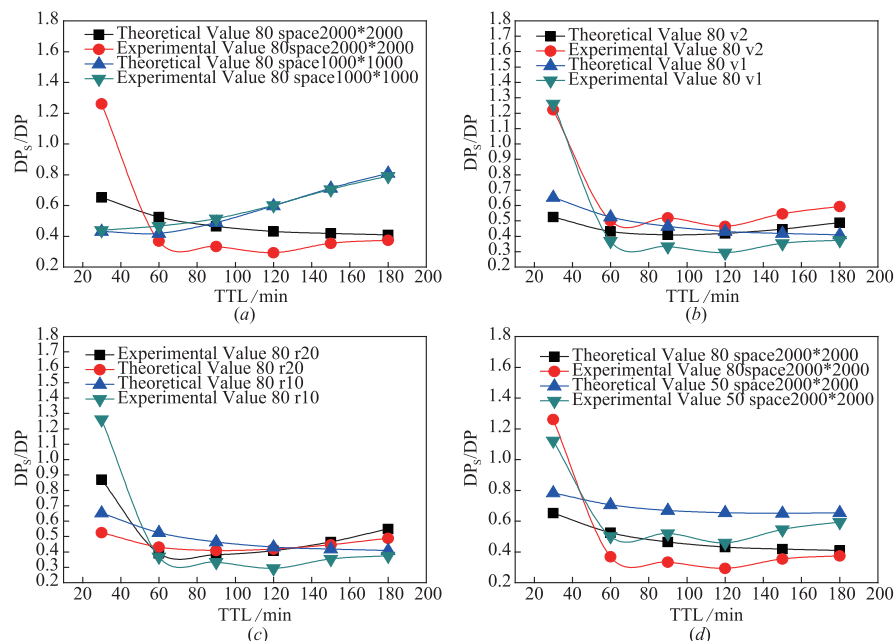 1.8
1.6
1.4
1.2
1.0
0.8
0.6
0.4
0.2
DPS/DP
Theoretical Value 80 space2000*2000
Experimental Value 80space2000*2000
Theoretical Value 80 space1000*1000
Experimental Value 80 space1000*1000
20 40 60 80 100 120 140 160 180 200
TTL/min
(a)
1.8
1.7
1.6
1.5
1.4
1.3
1.2
1.1
1.0
0.9
0.8
0.7
0.6
0.5
0.4
0.3
0.2
DPS/DP
Theoretical Value 80 v2
Experimental Value 80 v2
Theoretical Value 80 v1
Experimental Value 80 v1
20 40 60 80 100 120 140 160 180 200
TTL/min
(b)
1.8
1.7
1.6
1.5
1.4
1.3
1.2
1.1
1.0
0.9
0.8
0.7
0.6
0.5
0.4
0.3
0.2
DPS/DP
Experimental Value 80 r20
Theoretical Value 80 r20
Theoretical Value 80 r10
Experimental Value 80 r10
20 40 60 80 100 120 140 160 180 200
TTL/min
(c)
1.8
1.6
1.4
1.2
1.0
0.8
0.6
0.4
0.2
DPS/DP
Theoretical Value 80 space2000*2000
Experimental Value 80space2000*2000
Theoretical Value 50 space2000*2000
Experimental Value 50 space2000*2000
20 40 60 80 100 120 140 160 180 200
TTL/min
(d)